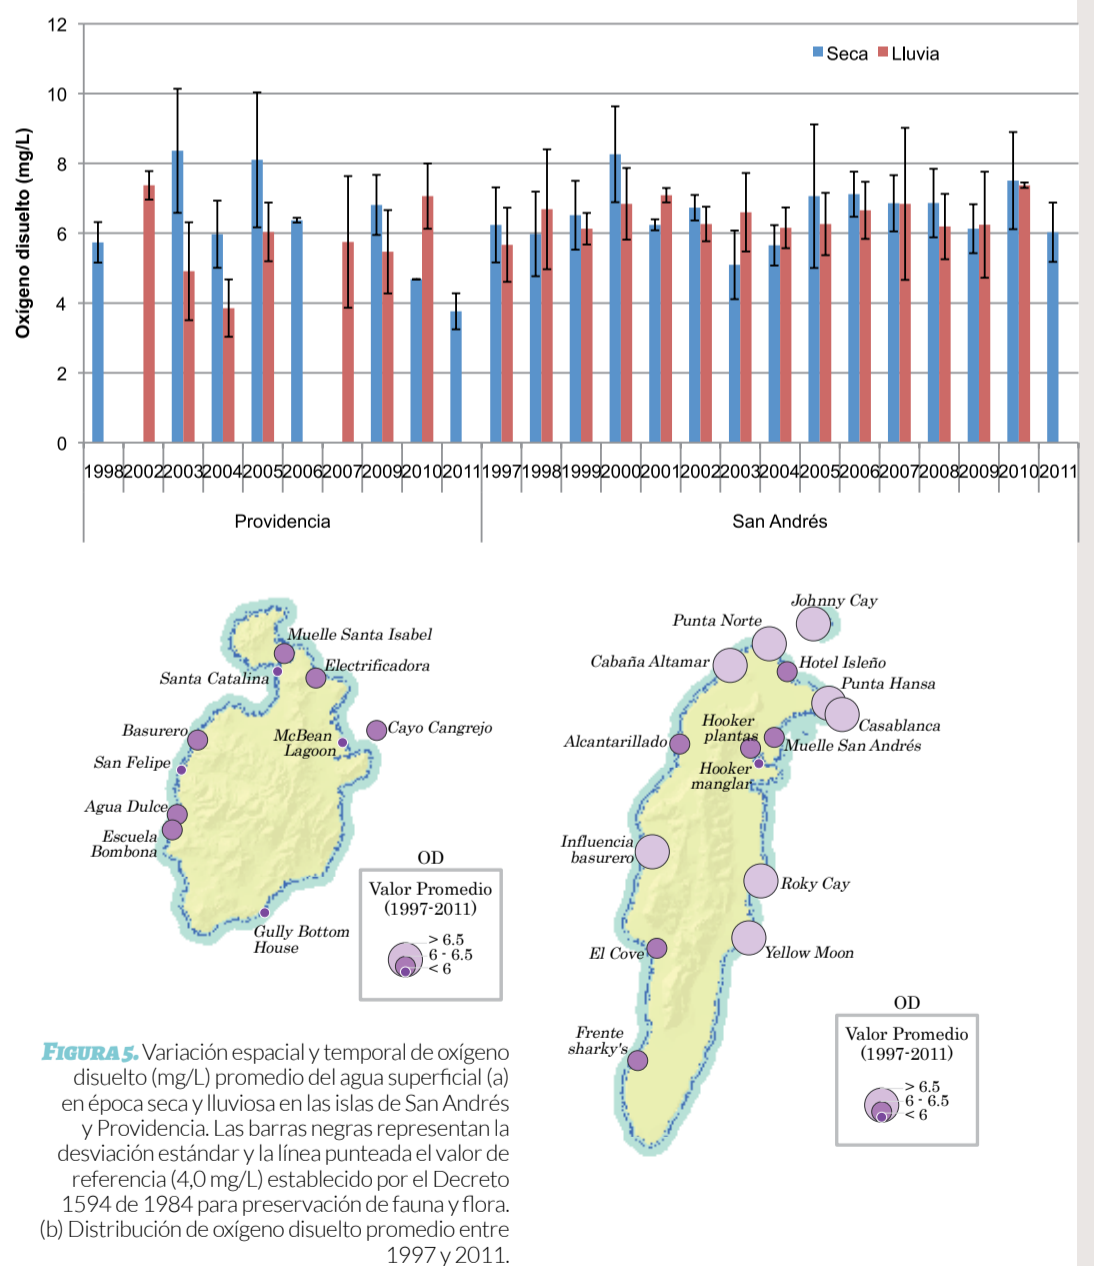 12
10
8
6
4
2
0
Oxígeno disuelto (mg/L)
Seca Lluvia
1998 2002 2003 2004 2005 2006 2007 2009 2010 2011 1997 1998 1999 2000 2001 2002 2003 2004 2005 2006 2007 2008 2009 2010 2011
Providencia San Andrés
Muelle Santa Isabel
Electrificadora
Santa Catalina
Basurero
McBean
Lagoon
Cayo Cangrejo
San Felipe
Agua Dulce
Escuela
Bombona
Gully Bottom
House
OD
Valor Promedio
(1997-2011)
> 6.5
6 - 6.5
< 6
Johnny Cay
Punta Norte
Cabaña Altamar
Hotel Isleño
Punta Hansa
Casablanca
Hooker
plantas
Alcantarillado
Muelle San Andrés
Hooker
manglar
Influencia
basurero
Roky Cay
El Cove
Yellow Moon
Frente
sharky's
OD
Valor Promedio
(1997-2011)
> 6.5
6 - 6.5
< 6
FIGURA 5. Variación espacial y temporal de oxígeno
disuelto (mg/L) promedio del agua superficial (a)
en época seca y lluviosa en las islas de San Andrés
y Providencia. Las barras negras representan la
desviación estándar y la línea punteada el valor de
referencia (4,0 mg/L) establecido por el Decreto
1594 de 1984 para preservación de fauna y flora.
(b) Distribución de oxígeno disuelto promedio entre
1997 y 2011.